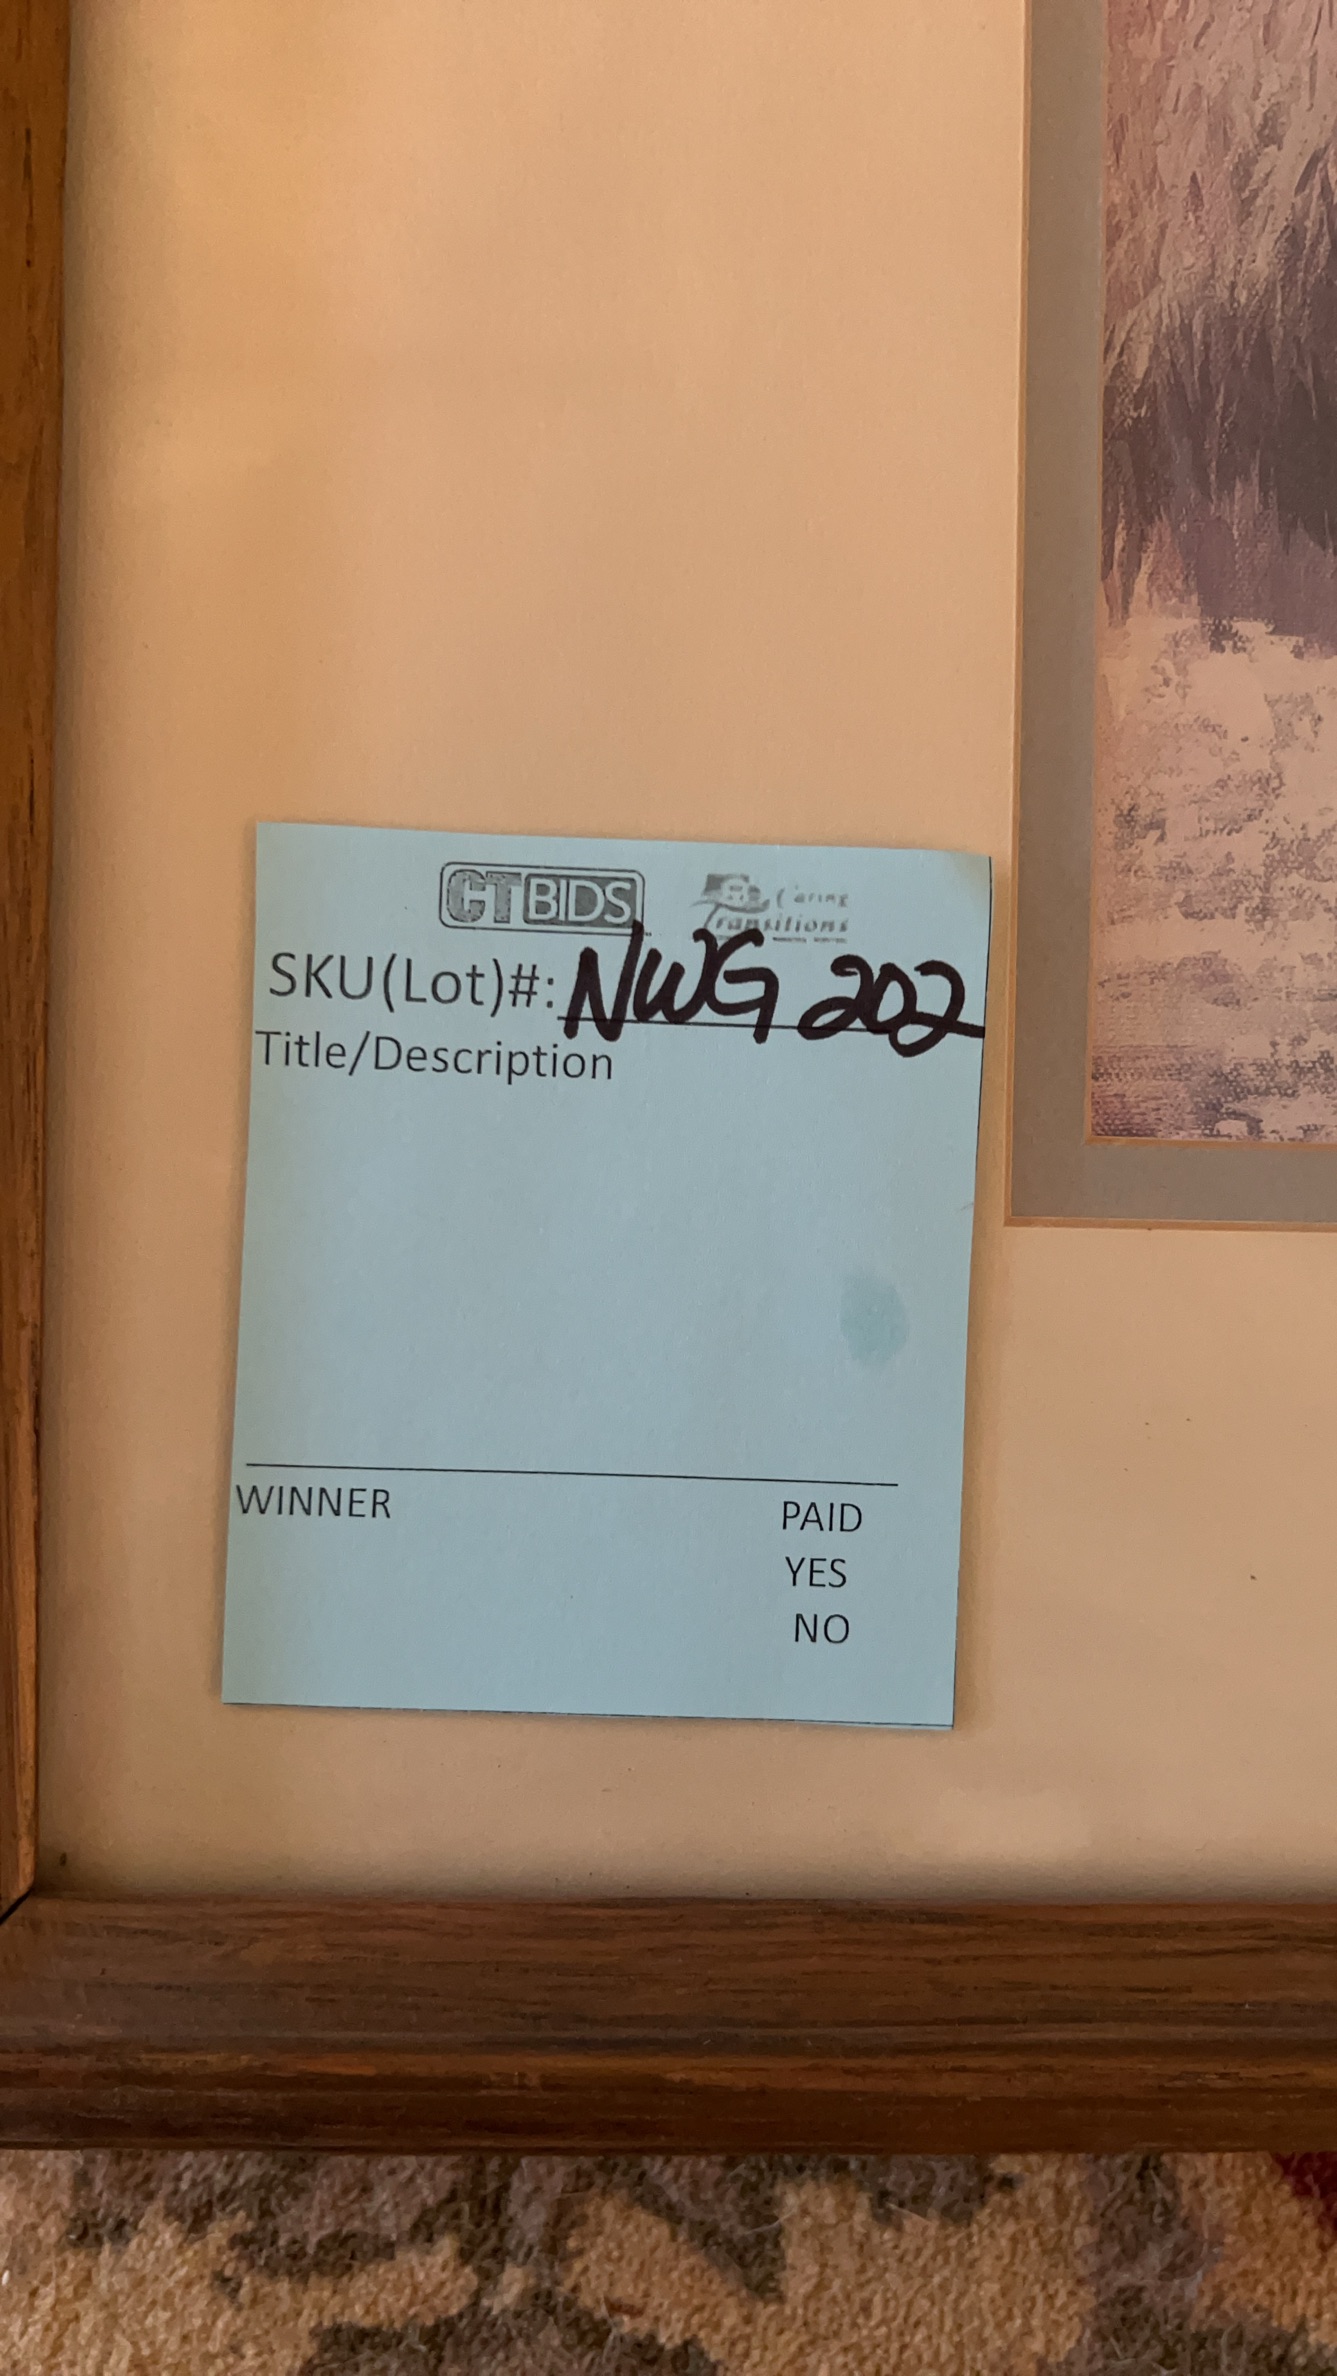 CTBIDS Caring
Transitions
SKU(Lot)#: NWG 202
Title/Description
WINNER PAID
YES
NO